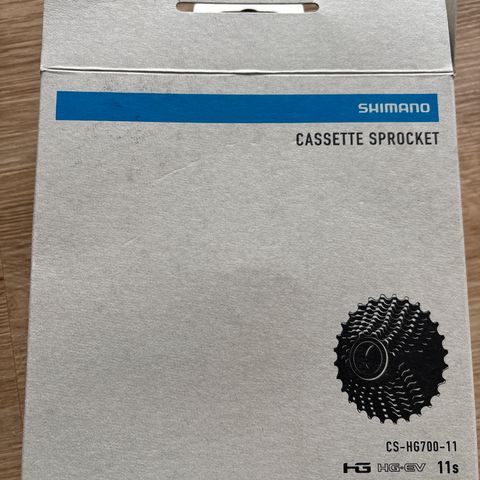 SHIMANO
CASSETTE SPROCKET
CS-HG700-11
HG HG-EV 11s